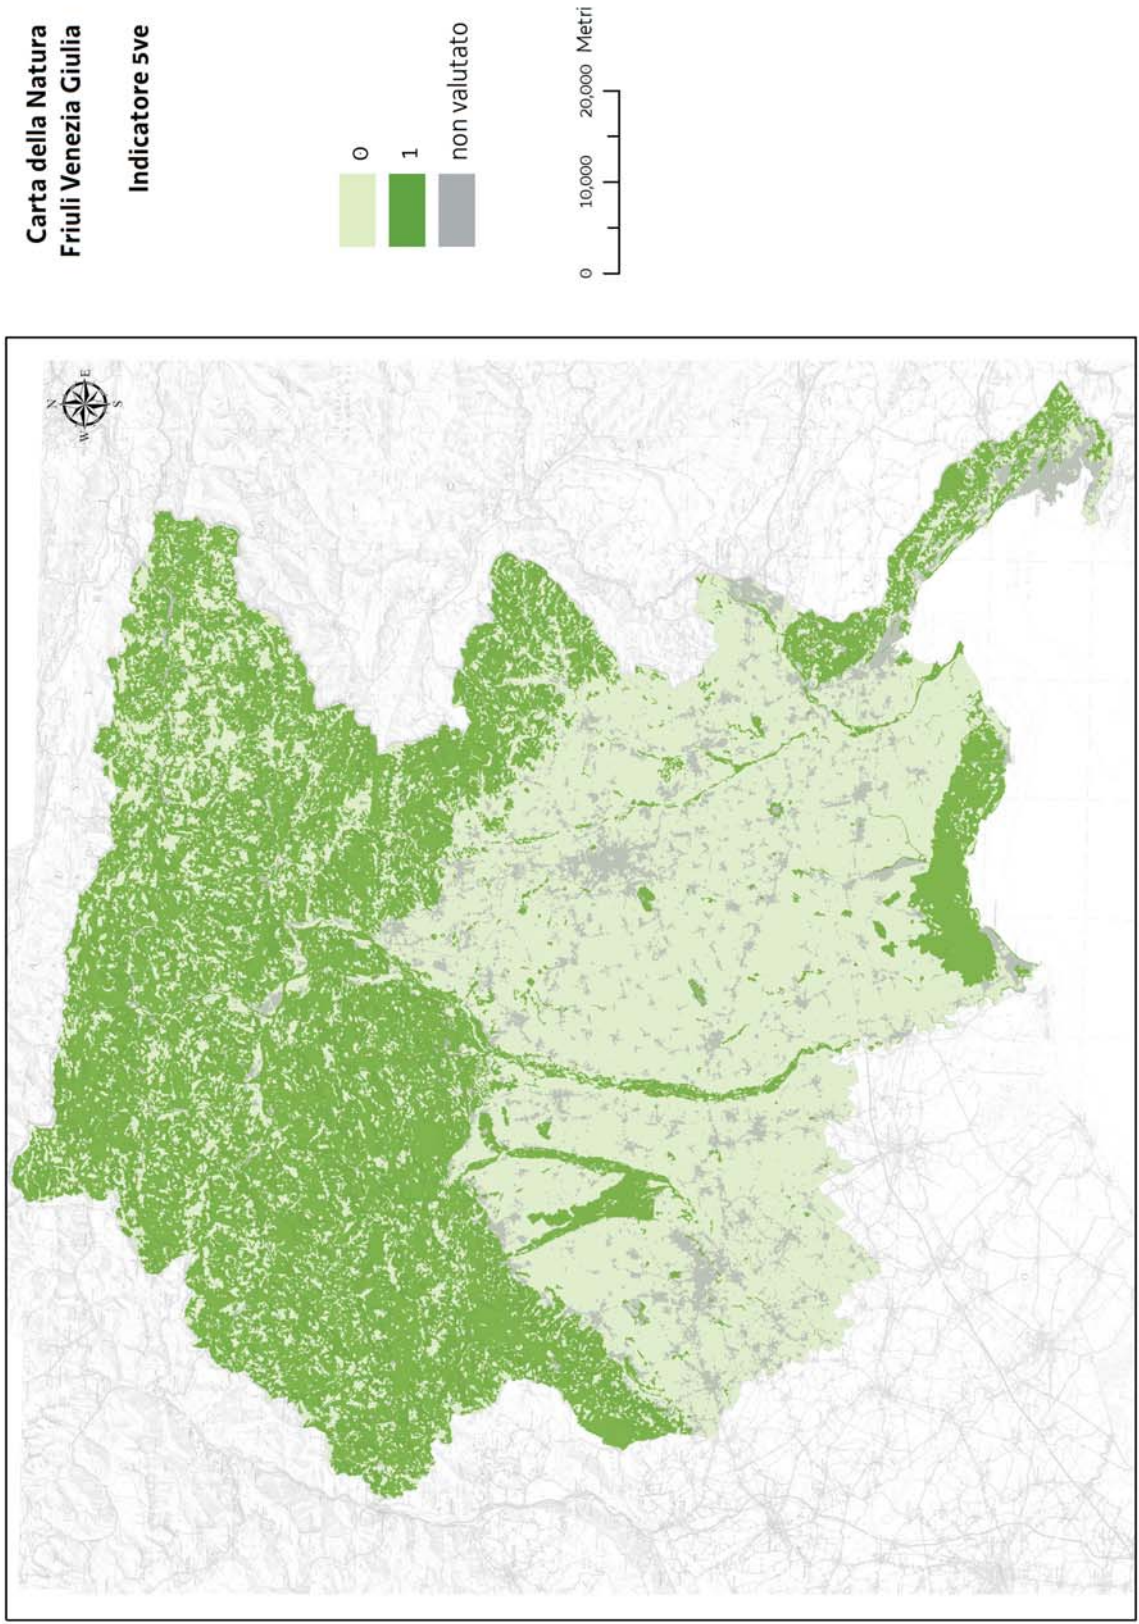 Carta della Natura
Friuli Venezia Giulia
Indicatore 5ve
0
1
non valutato
0 10,000 20,000 Metri
N
W E
S